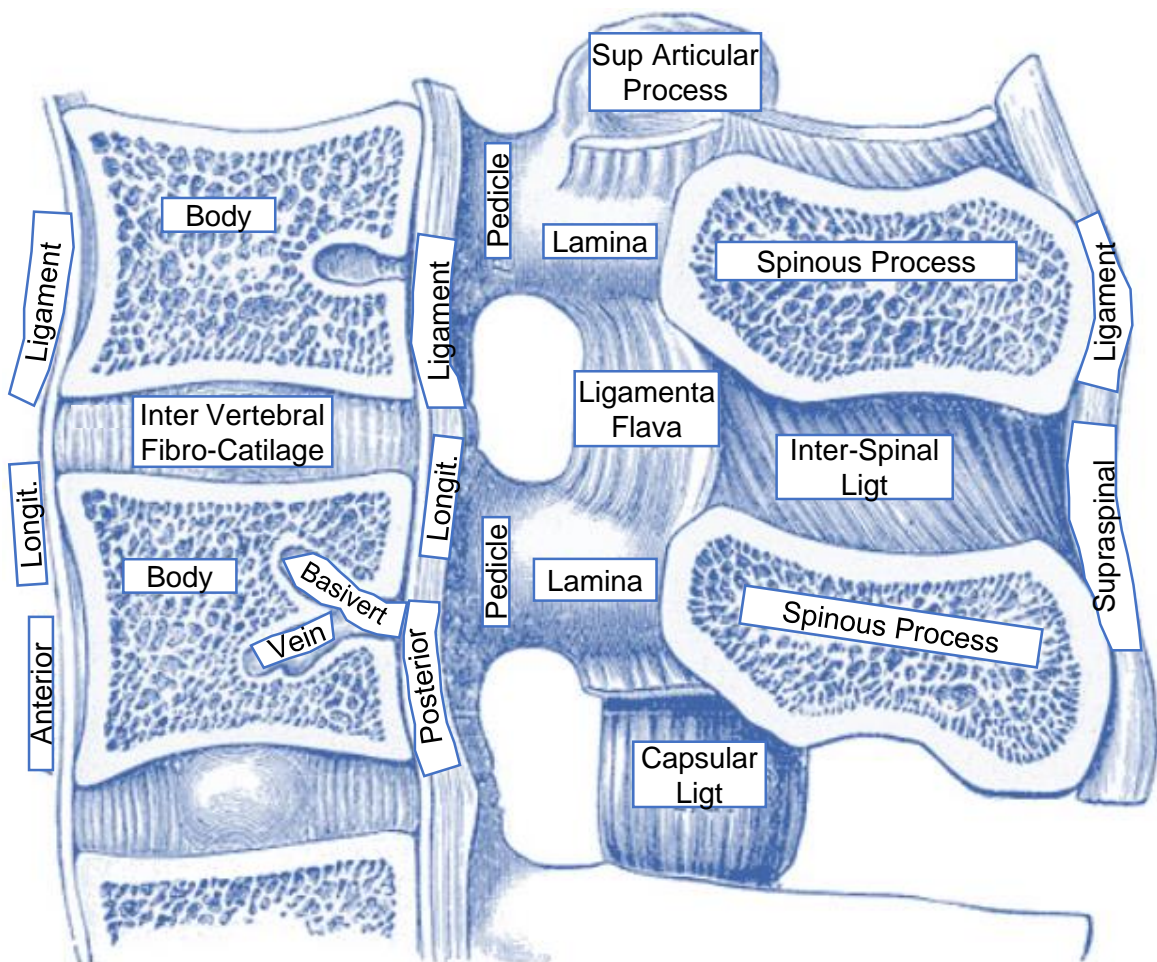 Sup Articular
Process
Pedicle
Body
Lamina
Spinous Process
Ligament
Ligament
Ligament
Ligamenta
Flava
Inter Vertebral
Fibro-Catilage
Inter-Spinal
Ligt
Longit.
Longit.
Supraspinal
Pedicle
Body
Lamina
Basivert
Vein
Spinous Process
Anterior
Posterior
Capsular
Ligt